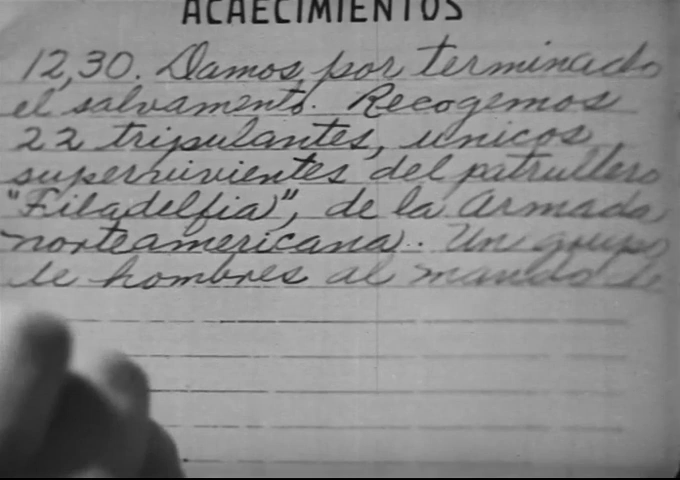 ACAECIMIENTOS
12,30. Damos por terminado
el salvamento. Recogemos
22 tripulantes, unicos
supervivientes del patrullero
"Filadelfia", de la Armada
norteamericana. Un grupo
de hombres al mando de